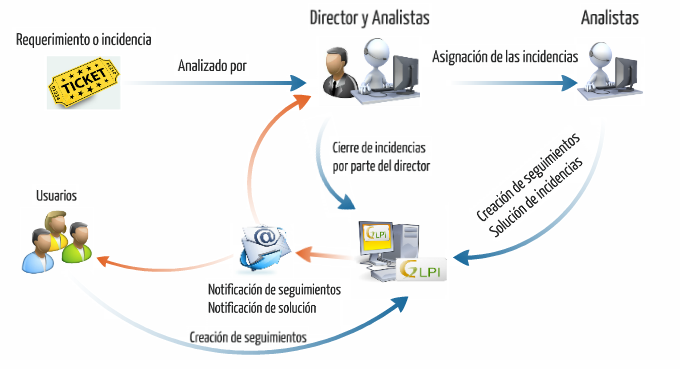 Director y Analistas
Analistas
Requerimiento o incidencia
TICKET
Analizado por
Asignación de las incidencias
Cierre de incidencias
por parte del director
Creación de seguimientos
Solución de incidencias
Usuarios
@
GLPi
GLPI
Notificación de seguimientos
Notificación de solución
Creación de seguimientos